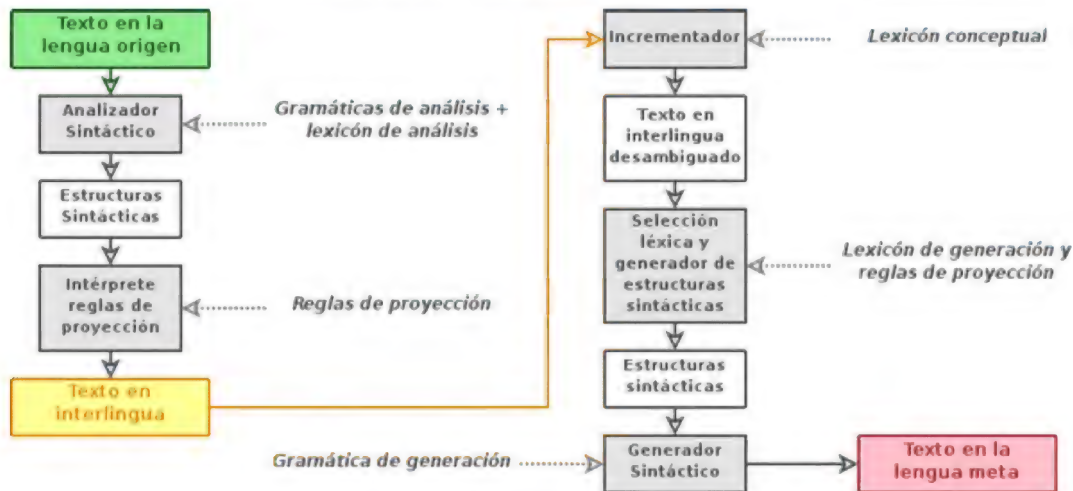 Texto en la
lengua origen
Analizador
Sintáctico
Gramáticas de análisis +
lexicón de análisis
Estructuras
Sintácticas
Intérprete
reglas de
proyección
Reglas de proyección
Texto en
interlingua
Incrementador
Lexicón conceptual
Texto en
interlingua
desambiguado
Selección
léxica y
generador de
estructuras
sintácticas
Lexicón de generación y
reglas de proyección
Estructuras
sintácticas
Gramática de generación
Generador
Sintáctico
Texto en la
lengua meta